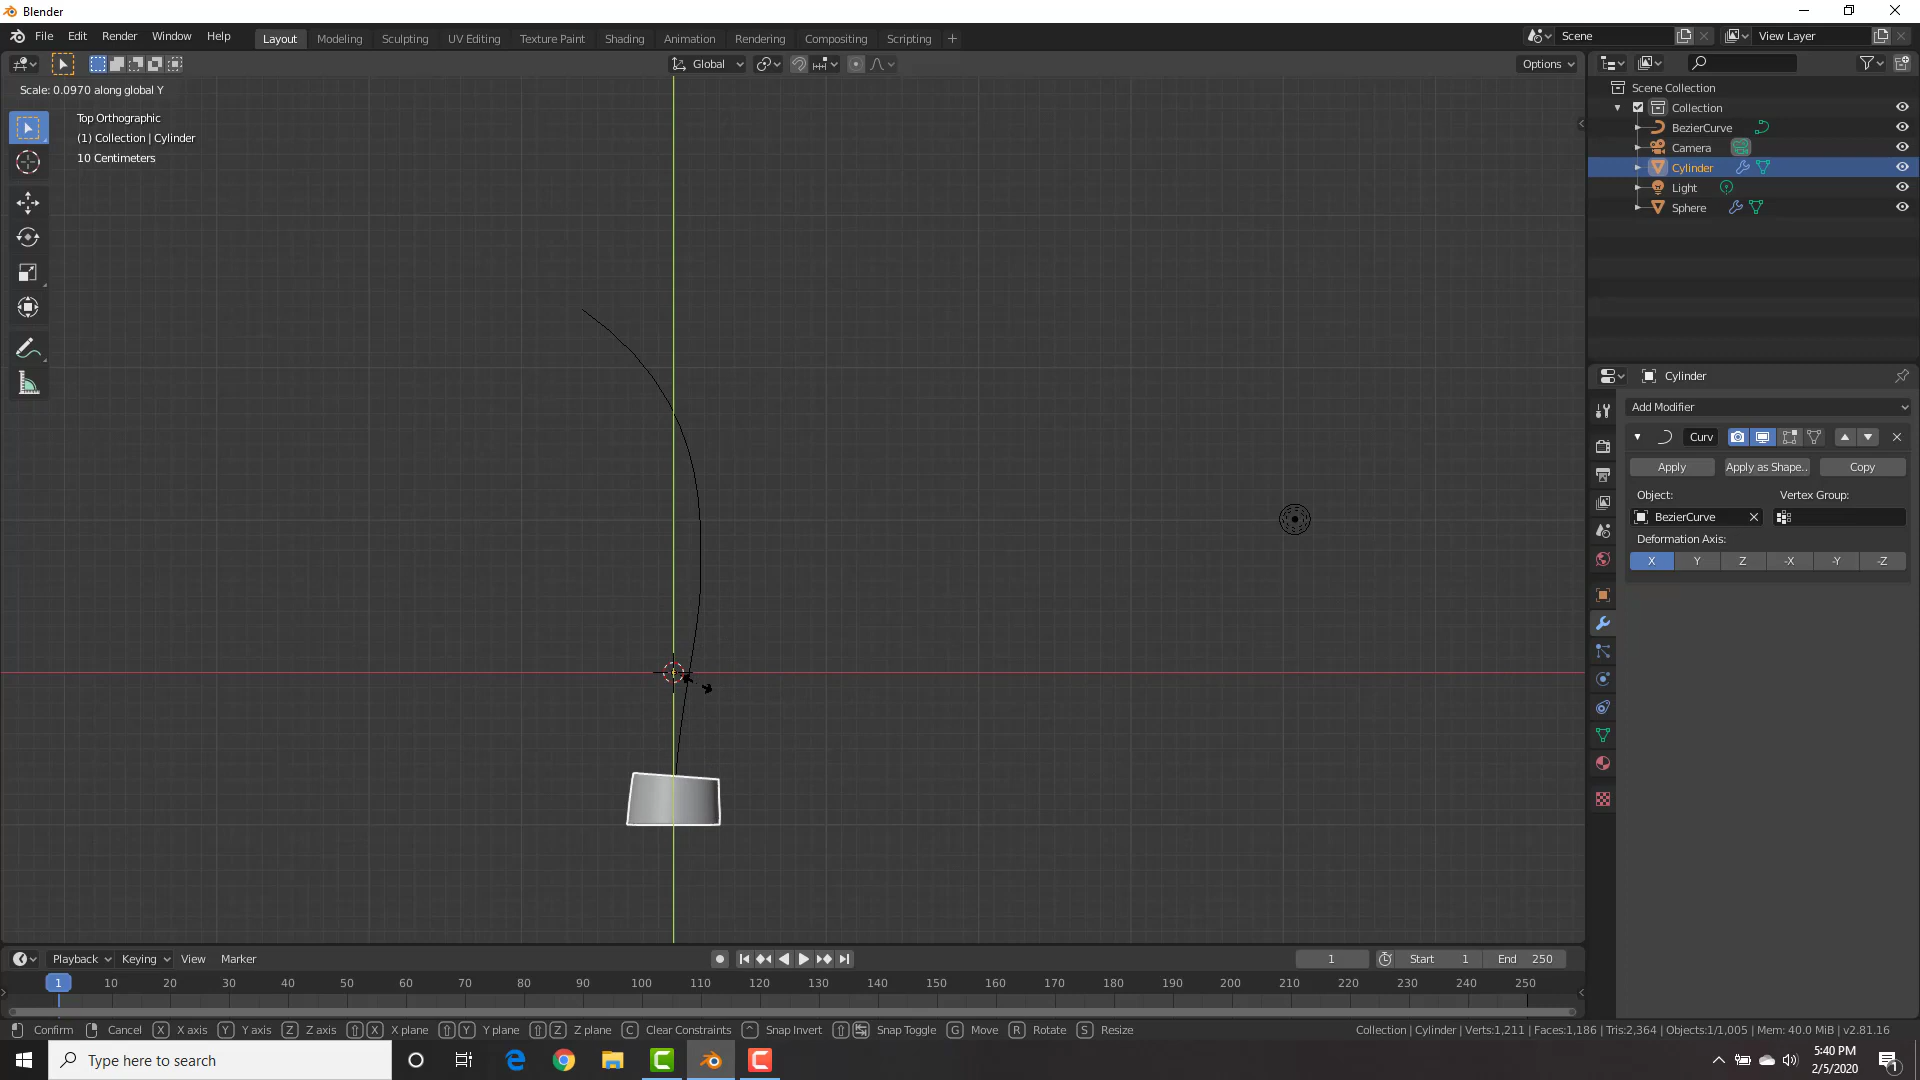 Blender
File Edit Render Window Help
Layout Modeling Sculpting UV Editing Texture Paint Shading Animation Rendering Compositing Scripting +
Scene
View Layer
Global
Options
Scale: 0.0970 along global Y
Top Orthographic
(1) Collection | Cylinder
10 Centimeters
Scene Collection
Collection
BezierCurve
Camera
Cylinder
Light
Sphere
Cylinder
Add Modifier
Curv
Apply Apply as Shape.. Copy
Object: Vertex Group:
BezierCurve
Deformation Axis:
X Y Z -X -Y -Z
Playback Keying View Marker
1 Start 1 End 250
1 10 20 30 40 50 60 70 80 90 100 110 120 130 140 150 160 170 180 190 200 210 220 230 240 250
Confirm Cancel X X axis Y Y axis Z Z axis X X plane Y Y plane Z Z plane C Clear Constraints ^ Snap Invert Snap Toggle G Move R Rotate S Resize
Collection | Cylinder | Verts:1,211 | Faces:1,186 | Tris:2,364 | Objects:1/1,005 | Mem: 40.0 MiB | v2.81.16
Type here to search
5:40 PM
2/5/2020
1